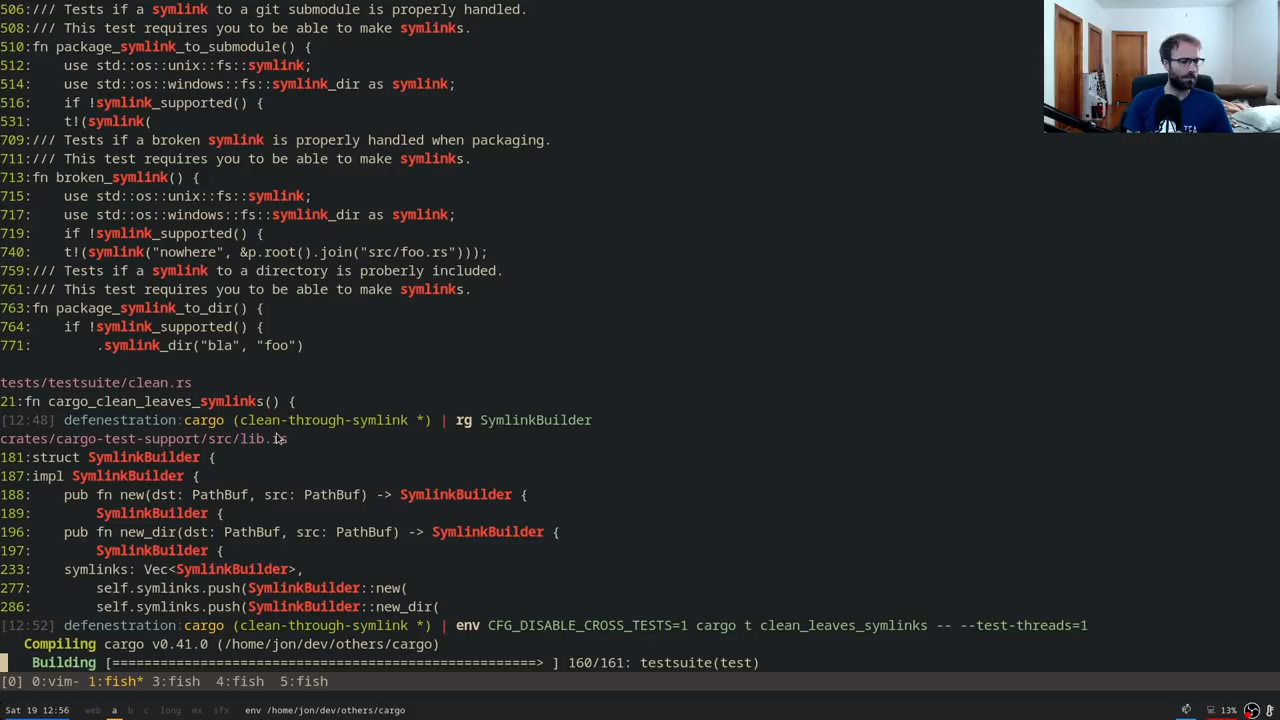 506:/// Tests if a symlink to a git submodule is properly handled.
508:/// This test requires you to be able to make symlinks.
510:fn package_symlink_to_submodule() {
512:    use std::os::unix::fs::symlink;
514:    use std::os::windows::fs::symlink_dir as symlink;
516:    if !symlink_supported() {
531:    t!(symlink(
709:/// Tests if a broken symlink is properly handled when packaging.
711:/// This test requires you to be able to make symlinks.
713:fn broken_symlink() {
715:    use std::os::unix::fs::symlink;
717:    use std::os::windows::fs::symlink_dir as symlink;
719:    if !symlink_supported() {
740:    t!(symlink("nowhere", &p.root().join("src/foo.rs")));
759:/// Tests if a symlink to a directory is proberly included.
761:/// This test requires you to be able to make symlinks.
763:fn package_symlink_to_dir() {
764:    if !symlink_supported() {
771:        .symlink_dir("bla", "foo")
tests/testsuite/clean.rs
21:fn cargo_clean_leaves_symlinks() {
[12:48] defenestration:cargo (clean-through-symlink *) | rg SymlinkBuilder
crates/cargo-test-support/src/lib.rs
181:struct SymlinkBuilder {
187:impl SymlinkBuilder {
188:    pub fn new(dst: PathBuf, src: PathBuf) -> SymlinkBuilder {
189:        SymlinkBuilder {
196:    pub fn new_dir(dst: PathBuf, src: PathBuf) -> SymlinkBuilder {
197:        SymlinkBuilder {
233:    symlinks: Vec<SymlinkBuilder>,
277:        self.symlinks.push(SymlinkBuilder::new(
286:        self.symlinks.push(SymlinkBuilder::new_dir(
[12:52] defenestration:cargo (clean-through-symlink *) | env CFG_DISABLE_CROSS_TESTS=1 cargo t clean_leaves_symlinks -- --test-threads=1
   Compiling cargo v0.41.0 (/home/jon/dev/others/cargo)
    Building [=====================================================> ] 160/161: testsuite(test)
[0] 0:vim- 1:fish* 3:fish  4:fish  5:fish
Sat 19 12:56 web a b c long mx sfx env /home/jon/dev/others/cargo 13%